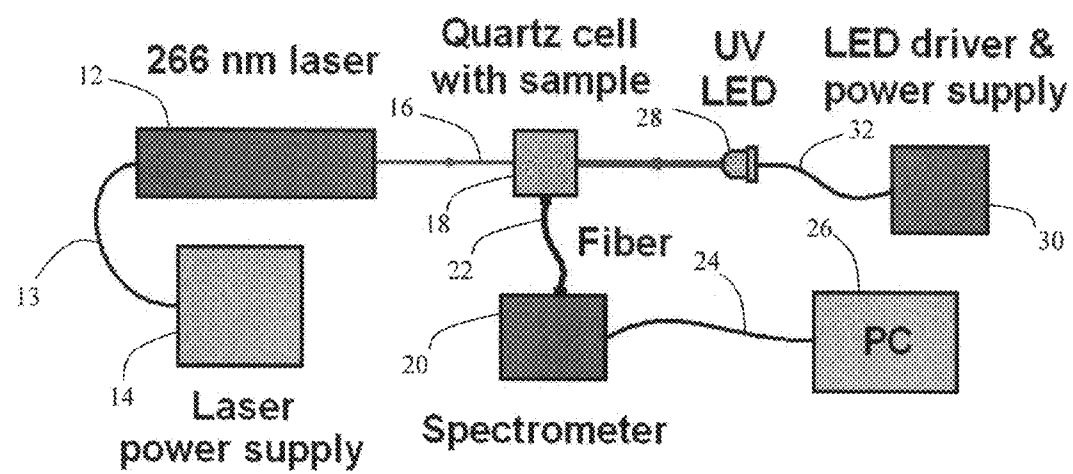 266 nm laser
Quartz cell
with sample
UV
LED
LED driver &
power supply
12
16
28
32
18
22
Fiber
30
13
24
26
20
PC
14
Laser
power supply
Spectrometer